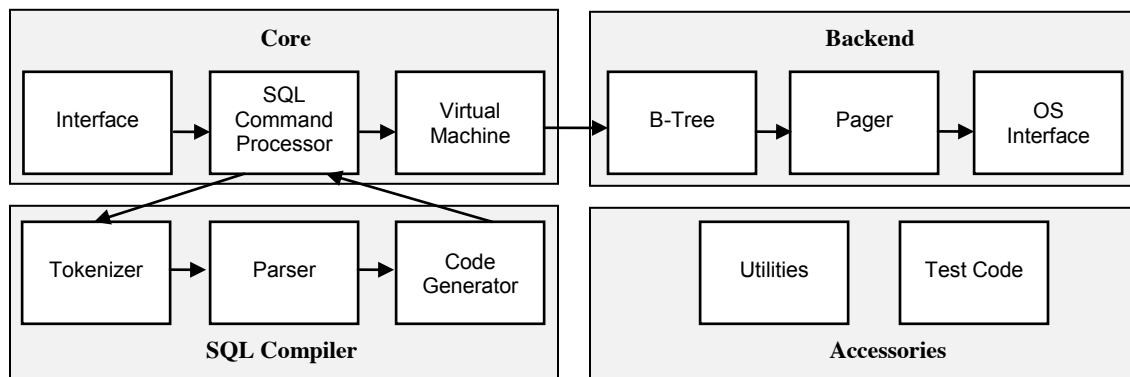 Core
Interface
SQL
Command
Processor
Virtual
Machine
Backend
B-Tree
Pager
OS
Interface
Tokenizer
Parser
Code
Generator
SQL Compiler
Utilities
Test Code
Accessories